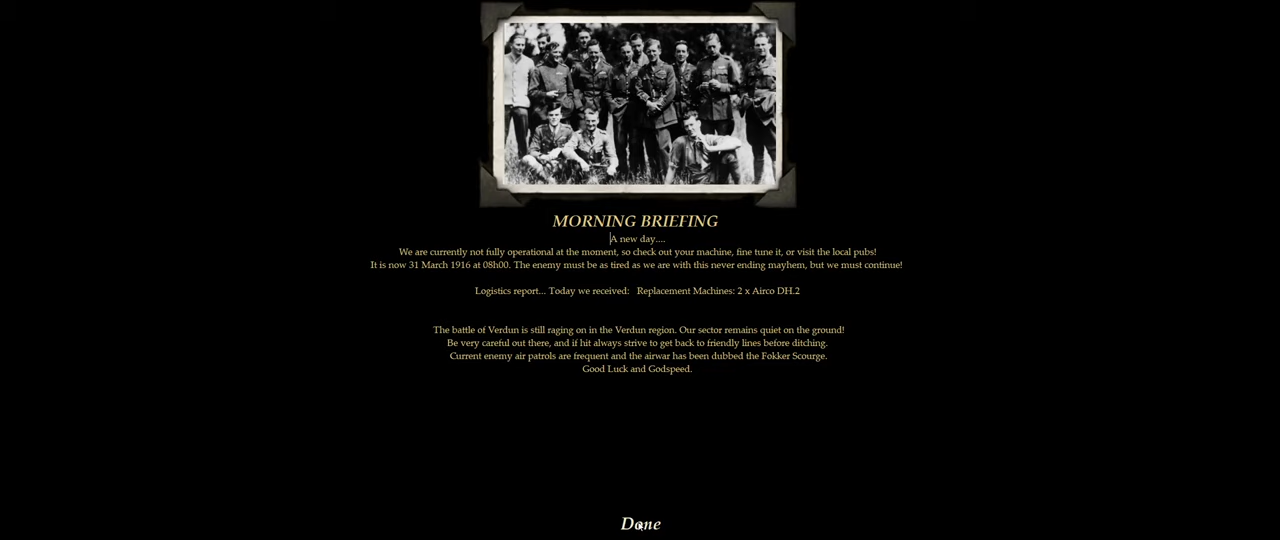 MORNING BRIEFING
A new day....
We are currently not fully operational at the moment, so check out your machine, fine tune it, or visit the local pubs!
It is now 31 March 1916 at 08h00. The enemy must be as tired as we are with this never ending mayhem, but we must continue!
Logistics report... Today we received:   Replacement Machines: 2 x Airco DH.2
The battle of Verdun is still raging on in the Verdun region. Our sector remains quiet on the ground!
Be very careful out there, and if hit always strive to get back to friendly lines before ditching.
Current enemy air patrols are frequent and the airwar has been dubbed the Fokker Scourge.
Good Luck and Godspeed.
Done